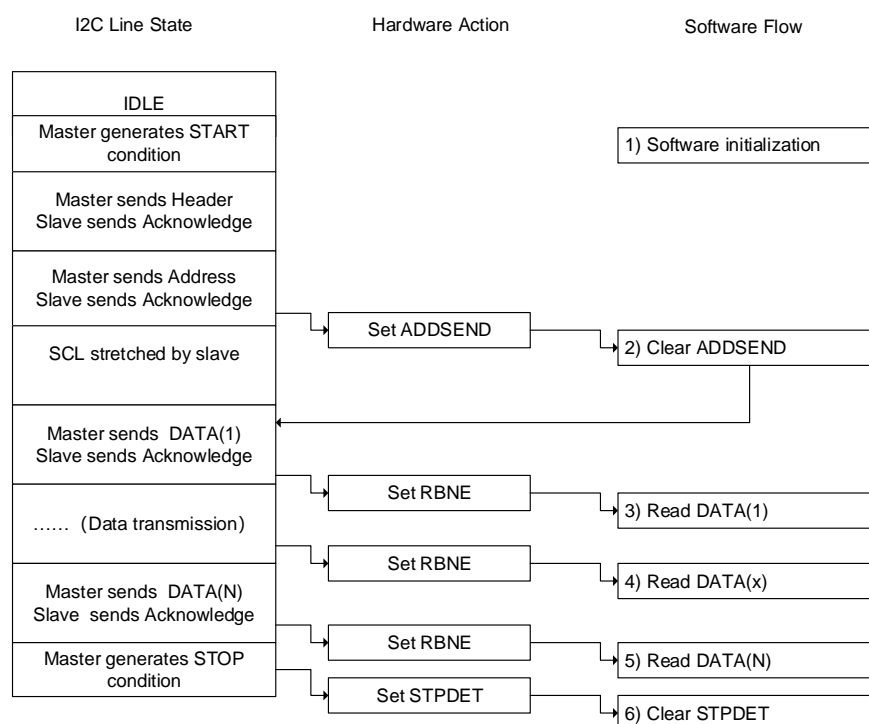 I2C Line State
Hardware Action
Software Flow
IDLE
Master generates START
condition
1) Software initialization
Master sends Header
Slave sends Acknowledge
Master sends Address
Slave sends Acknowledge
Set ADDSEND
2) Clear ADDSEND
SCL stretched by slave
Master sends DATA(1)
Slave sends Acknowledge
Set RBNE
3) Read DATA(1)
…… (Data transmission)
Set RBNE
4) Read DATA(x)
Master sends DATA(N)
Slave sends Acknowledge
Set RBNE
5) Read DATA(N)
Master generates STOP
condition
Set STPDET
6) Clear STPDET